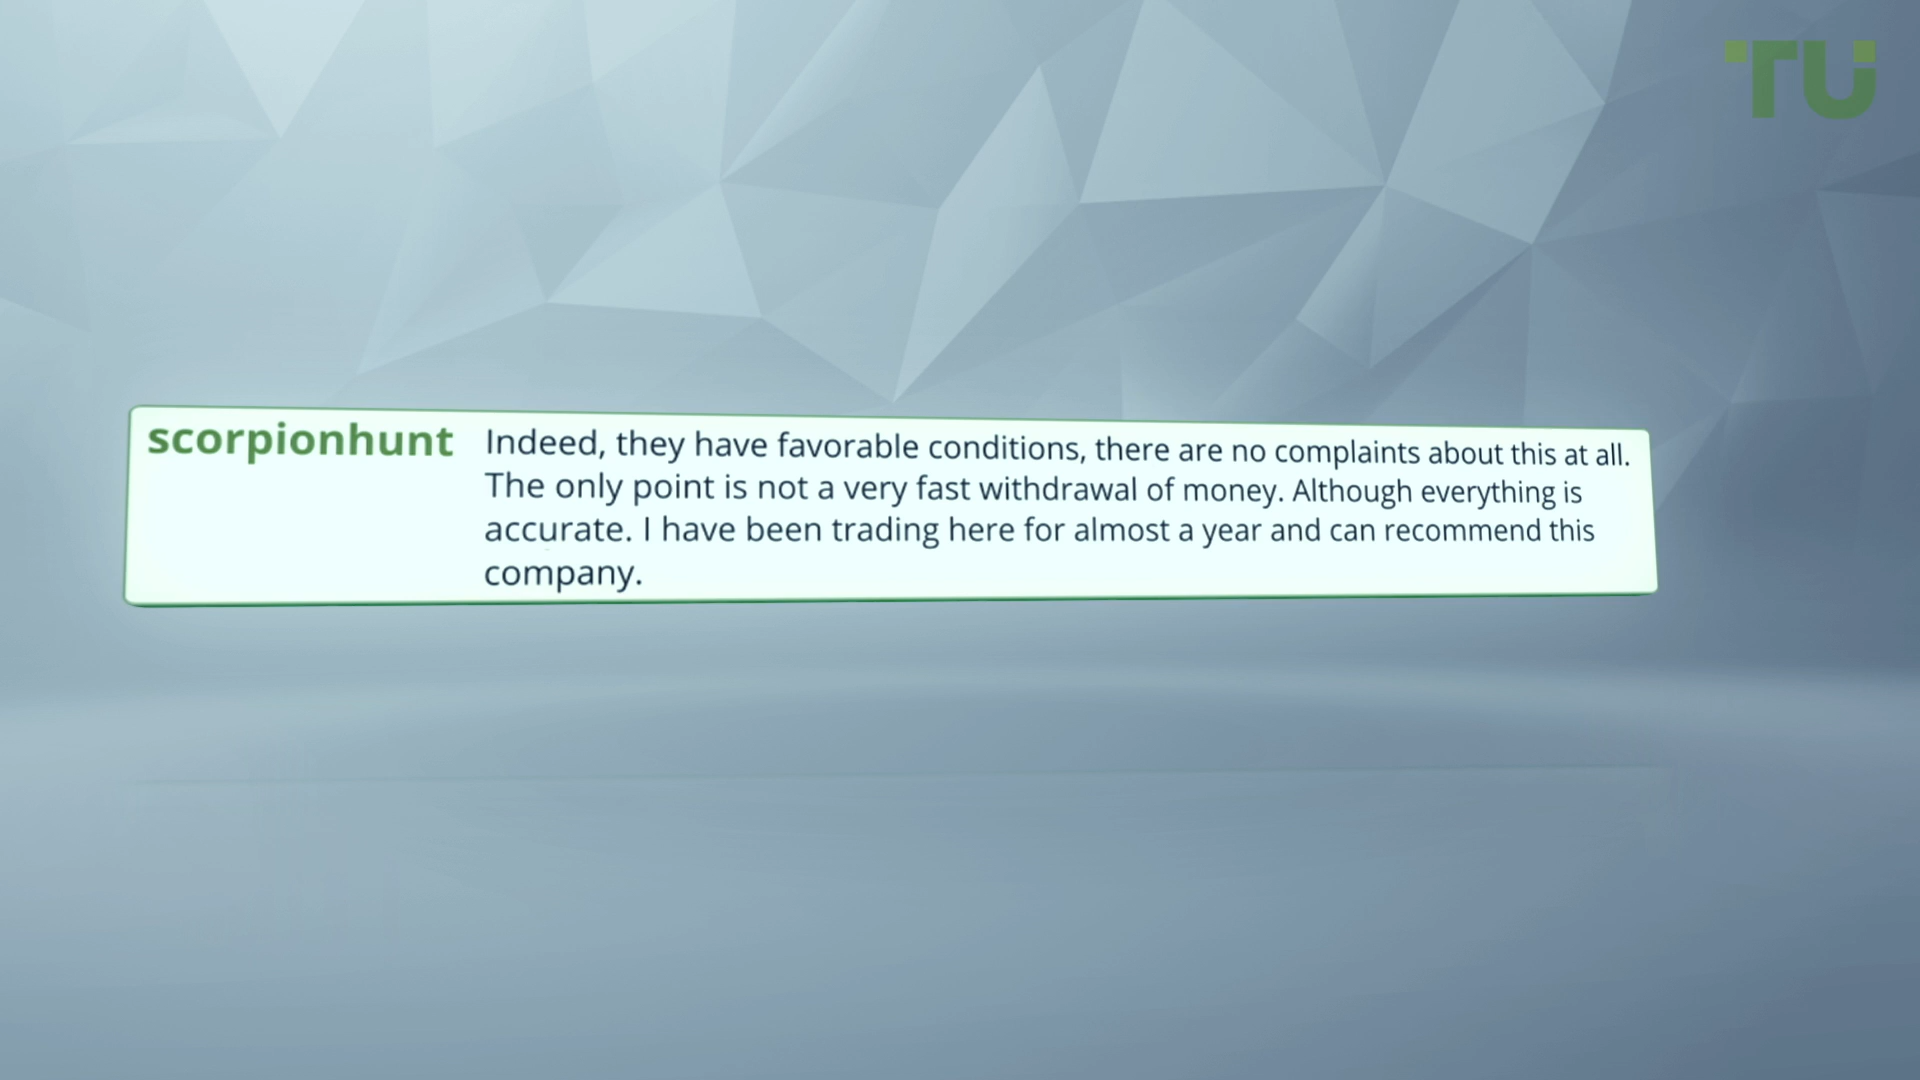 TU
scorpionhunt
Indeed, they have favorable conditions, there are no complaints about this at all.
The only point is not a very fast withdrawal of money. Although everything is
accurate. I have been trading here for almost a year and can recommend this
company.